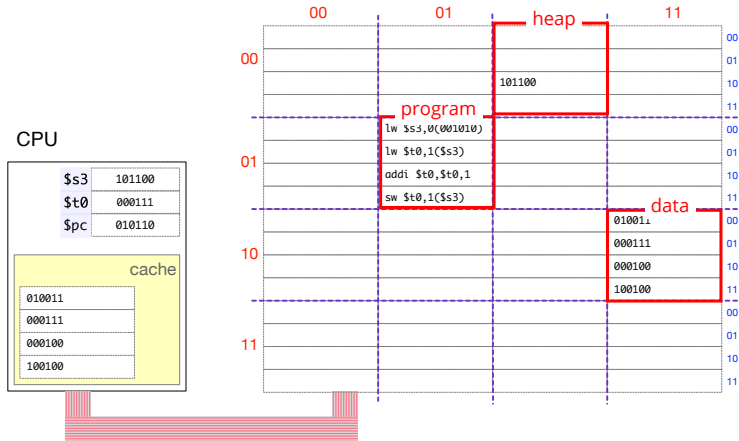 00 01 heap 11
00
00
01
101100 10
11
program
lw $s3,0(001010) 00
CPU
lw $t0,1($s3) 01
01
$s3 101100
addi $t0,$t0,1 10
$t0 000111
sw $t0,1($s3) 11
data
$pc 010110
010011 00
000111 01
10
cache
000100 10
010011
100100 11
000111
00
000100
01
11
100100
10
11